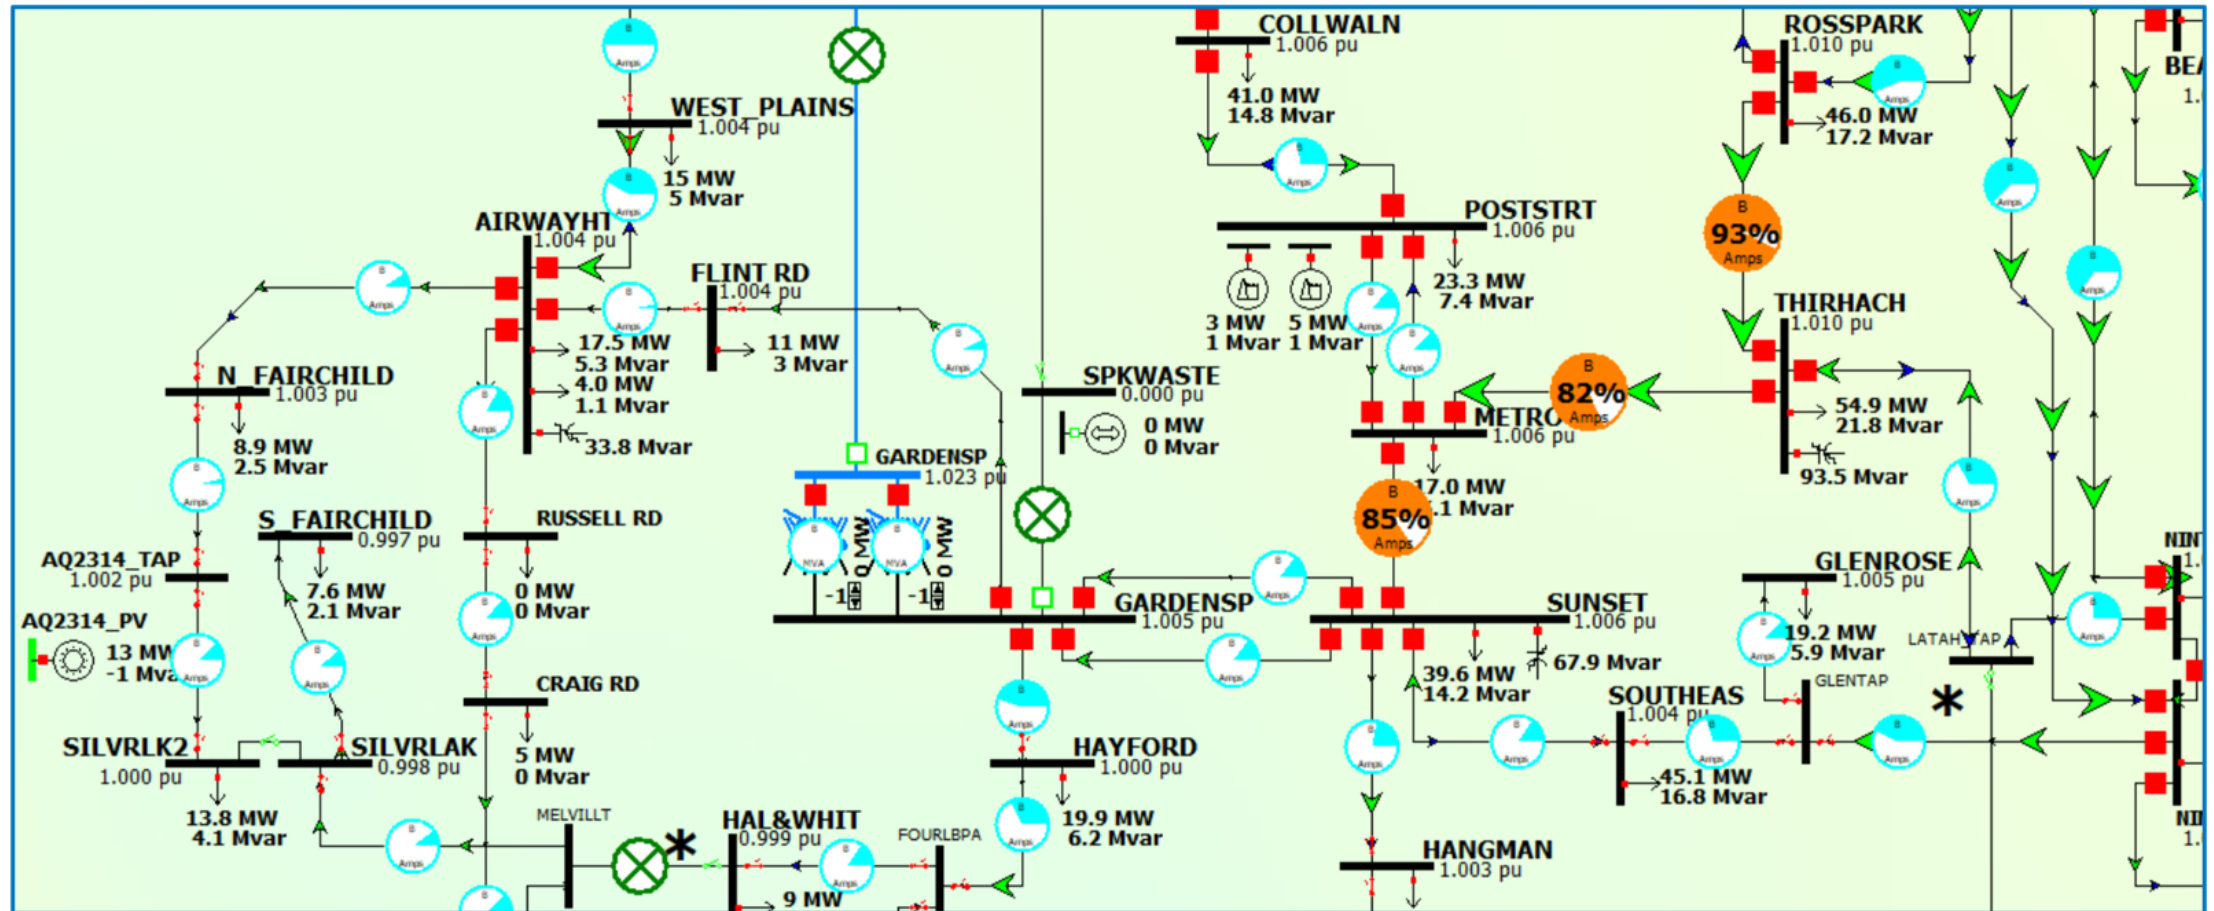 COLLWALN
1.006 pu
41.0 MW
14.8 Mvar
ROSSPARK
1.010 pu
46.0 MW
17.2 Mvar
WEST_PLAINS
1.004 pu
15 MW
5 Mvar
AIRWAYHT
1.004 pu
17.5 MW
5.3 Mvar
4.0 MW
1.1 Mvar
33.8 Mvar
FLINT RD
1.004 pu
11 MW
3 Mvar
POSTSTRT
1.006 pu
23.3 MW
7.4 Mvar
3 MW
1 Mvar
5 MW
1 Mvar
B
93%
Amps
THIRHACH
1.010 pu
54.9 MW
21.8 Mvar
93.5 Mvar
B
82%
Amps
N_FAIRCHILD
1.003 pu
8.9 MW
2.5 Mvar
SPKWASTE
0.000 pu
0 MW
0 Mvar
METRO
1.006 pu
17.0 MW
.1 Mvar
B
85%
Amps
GARDENSP
1.023 pu
B
MVA
0 MW
-1
B
MVA
0 MW
-1
S_FAIRCHILD
0.997 pu
7.6 MW
2.1 Mvar
RUSSELL RD
0 MW
0 Mvar
AQ2314_TAP
1.002 pu
AQ2314_PV
13 MW
-1 Mva
GARDENSP
1.005 pu
SUNSET
1.006 pu
39.6 MW
14.2 Mvar
67.9 Mvar
GLENROSE
1.005 pu
19.2 MW
5.9 Mvar
LATAH TAP
GLENTAP
*
SOUTHEAS
1.004 pu
45.1 MW
16.8 Mvar
CRAIG RD
5 MW
0 Mvar
SILVRLK2
1.000 pu
13.8 MW
4.1 Mvar
SILVRLAK
0.998 pu
HAYFORD
1.000 pu
19.9 MW
6.2 Mvar
MELVILLT
*
HAL&WHIT
0.999 pu
9 MW
FOURLBPA
HANGMAN
1.003 pu